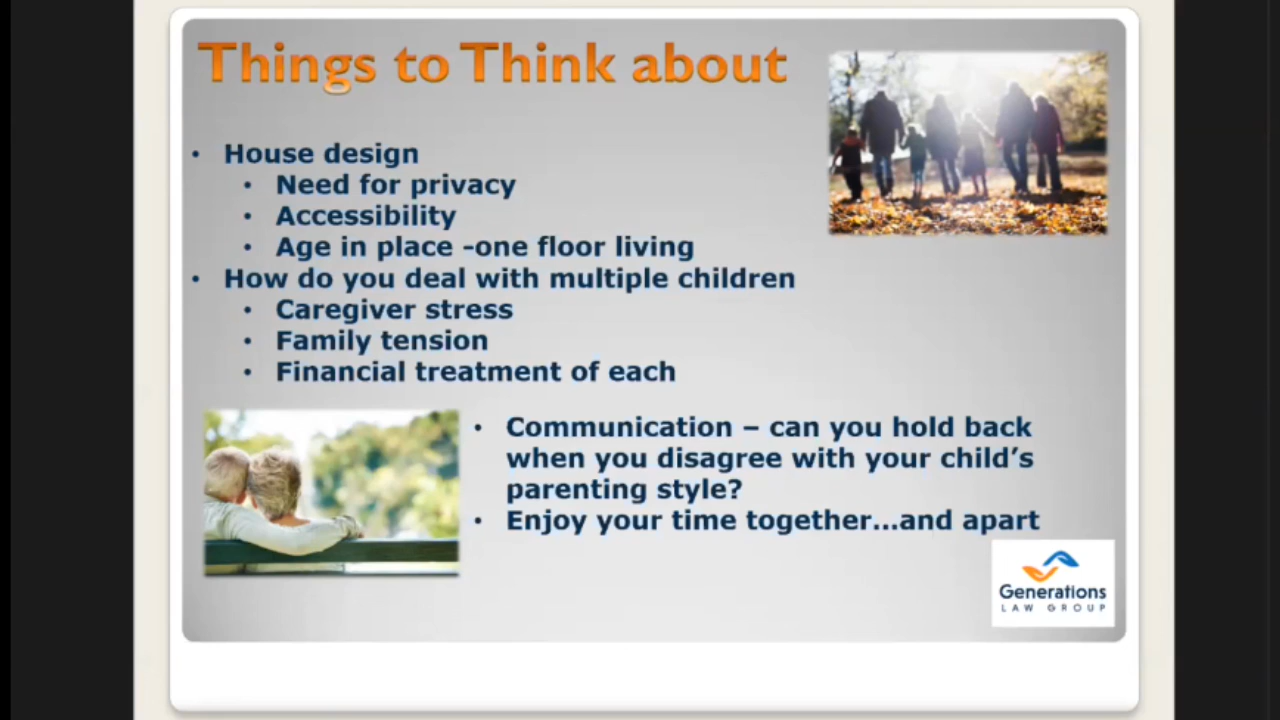 Things to Think about
• House design
• Need for privacy
• Accessibility
• Age in place -one floor living
• How do you deal with multiple children
• Caregiver stress
• Family tension
• Financial treatment of each
• Communication – can you hold back
when you disagree with your child's
parenting style?
• Enjoy your time together...and apart
Generations
LAW GROUP